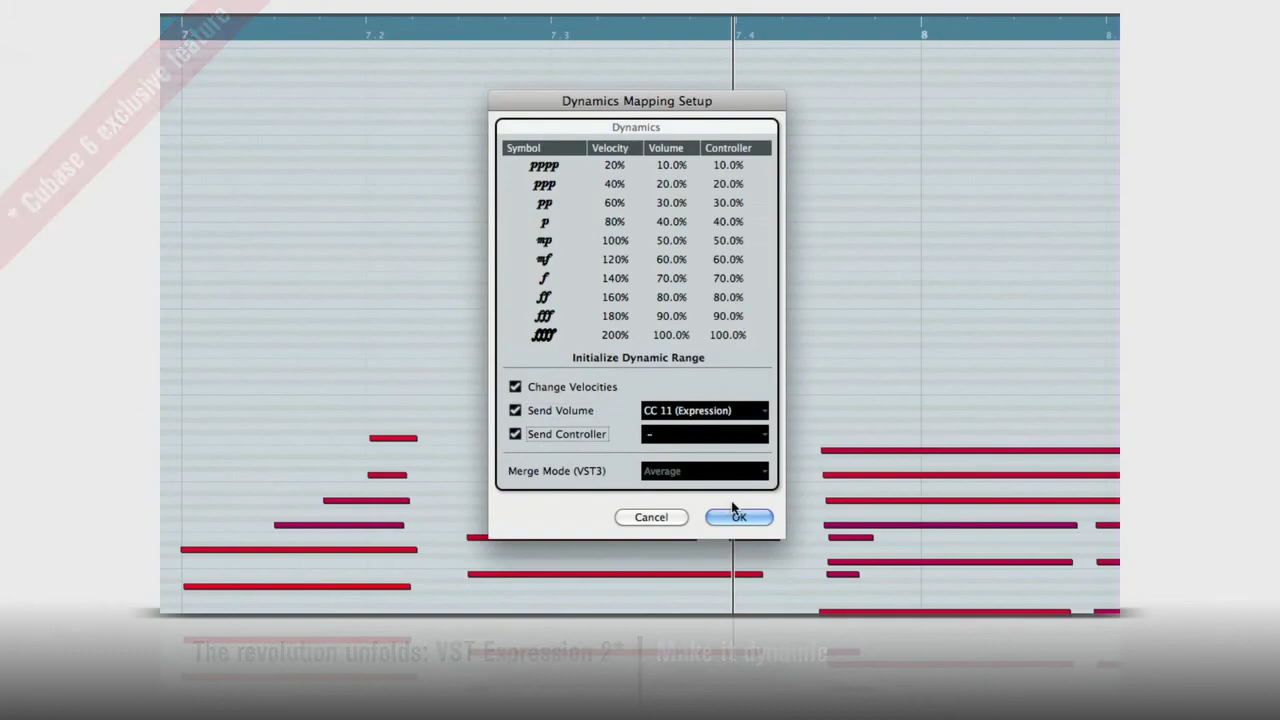 * Cubase 6 exclusive feature
7 7.2 7.3 7.4 8 8.
Dynamics Mapping Setup
Dynamics
Symbol Velocity Volume Controller
pppp 20% 10.0% 10.0%
ppp 40% 20.0% 20.0%
pp 60% 30.0% 30.0%
p 80% 40.0% 40.0%
mp 100% 50.0% 50.0%
mf 120% 60.0% 60.0%
f 140% 70.0% 70.0%
ff 160% 80.0% 80.0%
fff 180% 90.0% 90.0%
ffff 200% 100.0% 100.0%
Initialize Dynamic Range
Change Velocities
Send Volume CC 11 (Expression)
Send Controller –
Merge Mode (VST3) Average
Cancel OK
The revolution unfolds: VST Expression 2* | Make it dynamic